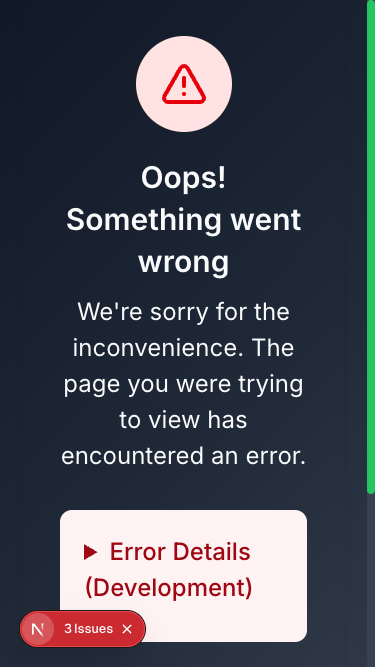 Oops!
Something went
wrong
We're sorry for the
inconvenience. The
page you were trying
to view has
encountered an error.
Error Details
(Development)
N
3 Issues